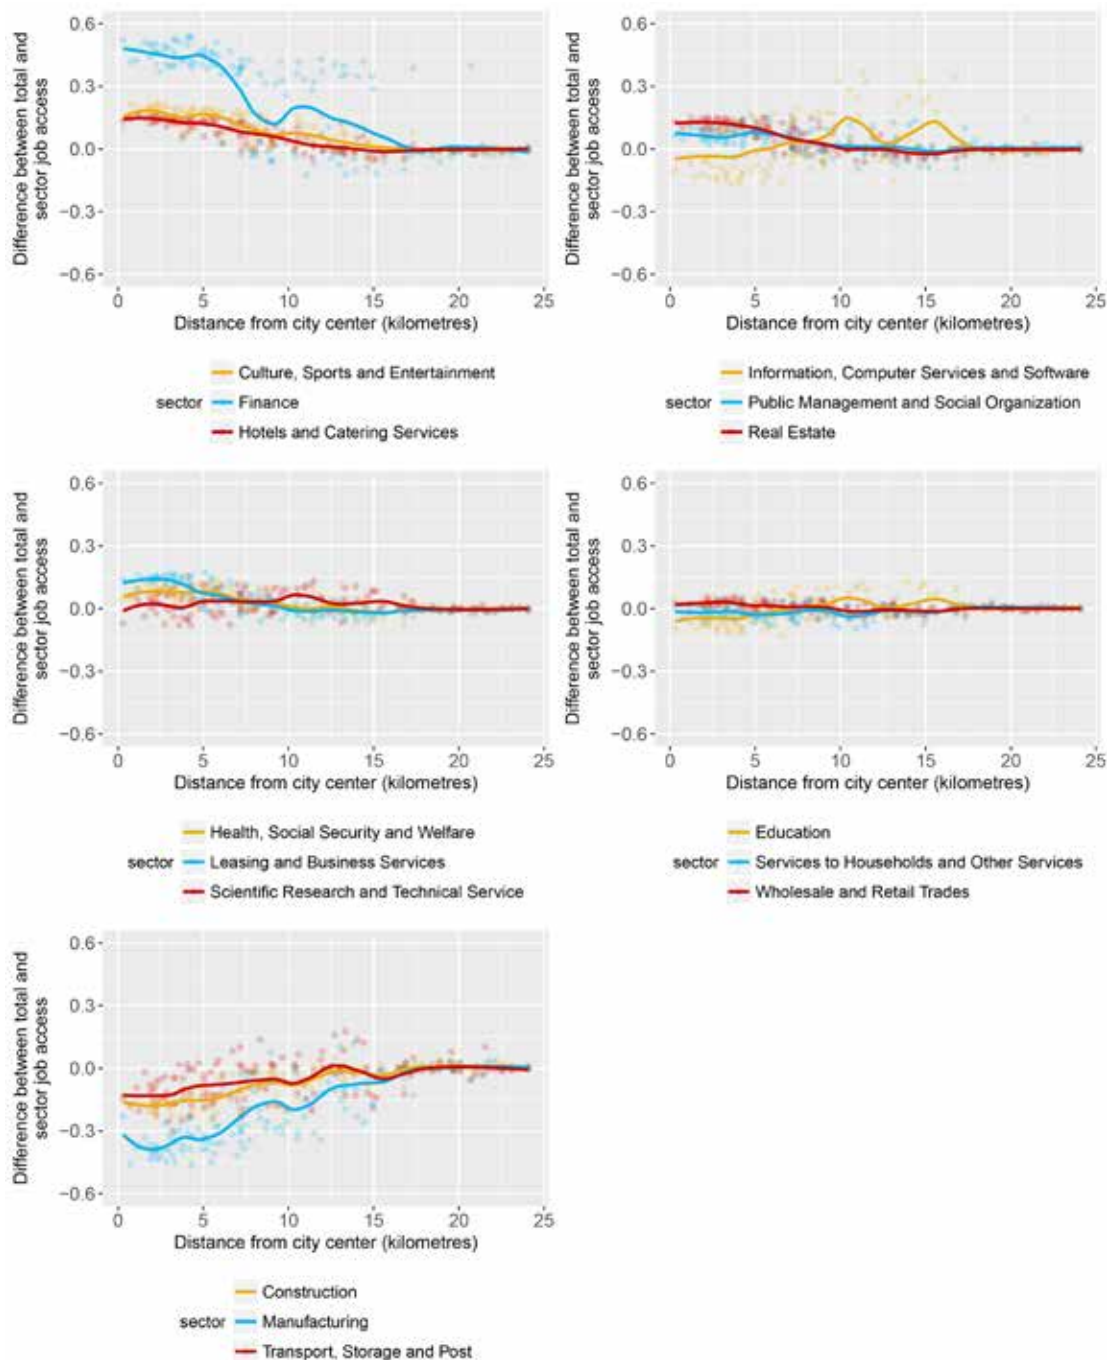 Difference between total and
sector job access
0.6
0.3
0.0
−0.3
−0.6
0
5
10
15
20
25
Distance from city center (kilometres)
sector
Culture, Sports and Entertainment
Finance
Hotels and Catering Services
Difference between total and
sector job access
0.6
0.3
0.0
−0.3
−0.6
0
5
10
15
20
25
Distance from city center (kilometres)
sector
Information, Computer Services and Software
Public Management and Social Organization
Real Estate
Difference between total and
sector job access
0.6
0.3
0.0
−0.3
−0.6
0
5
10
15
20
25
Distance from city center (kilometres)
sector
Health, Social Security and Welfare
Leasing and Business Services
Scientific Research and Technical Service
Difference between total and
sector job access
0.6
0.3
0.0
−0.3
−0.6
0
5
10
15
20
25
Distance from city center (kilometres)
sector
Education
Services to Households and Other Services
Wholesale and Retail Trades
Difference between total and
sector job access
0.6
0.3
0.0
−0.3
−0.6
0
5
10
15
20
25
Distance from city center (kilometres)
sector
Construction
Manufacturing
Transport, Storage and Post